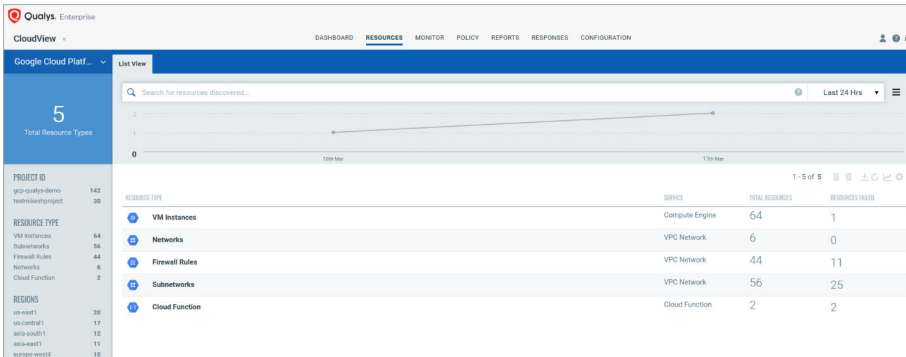 Qualys. Enterprise
CloudView
DASHBOARD RESOURCES MONITOR POLICY REPORTS RESPONSES CONFIGURATION
Google Cloud Platf...
List View
5
Total Resource Types
Search for resources discovered...
Last 24 Hrs
2
1
0
16th Mar 17th Mar
1 - 5 of 5
PROJECT ID
gcp-qualys-demo 142
testmikeshproject 30
RESOURCE TYPE
VM Instances 64
Subnetworks 56
Firewall Rules 44
Networks 6
Cloud Function 2
REGIONS
us-east1 20
us-central1 17
asia-south1 12
asia-east1 11
europe-west4 10
RESOURCE TYPE SERVICE TOTAL RESOURCES RESOURCES FAILED
VM Instances Compute Engine 64 1
Networks VPC Network 6 0
Firewall Rules VPC Network 44 11
Subnetworks VPC Network 56 25
Cloud Function Cloud Function 2 2